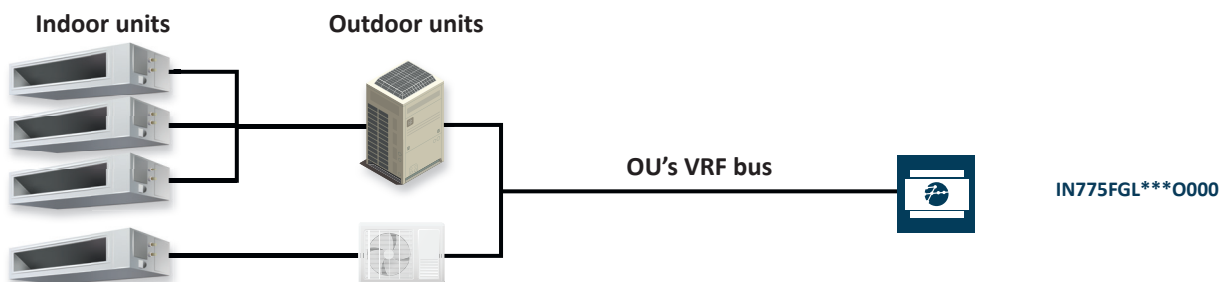 Indoor units
Outdoor units
OU's VRF bus
IN775FGL***O000